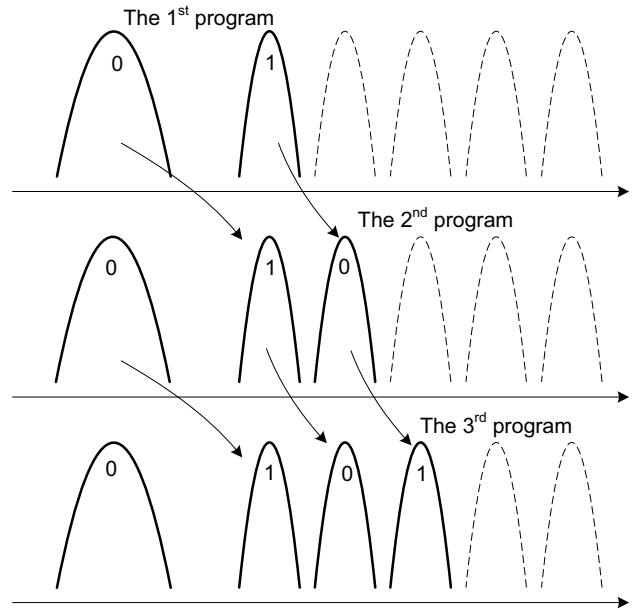 The 1st program
0 1
The 2nd program
0 1 0
The 3rd program
0 1 0 1